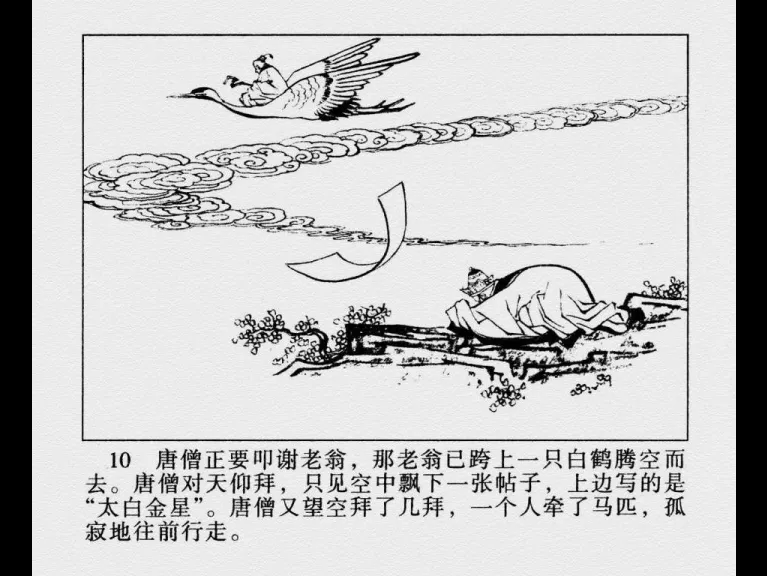 10 唐僧正要叩谢老翁，那老翁已跨上一只白鹤腾空而
去。唐僧对天仰拜，只见空中飘下一张帖子，上边写的是
“太白金星”。唐僧又望空拜了几拜，一个人牵了马匹，孤
寂地往前行走。